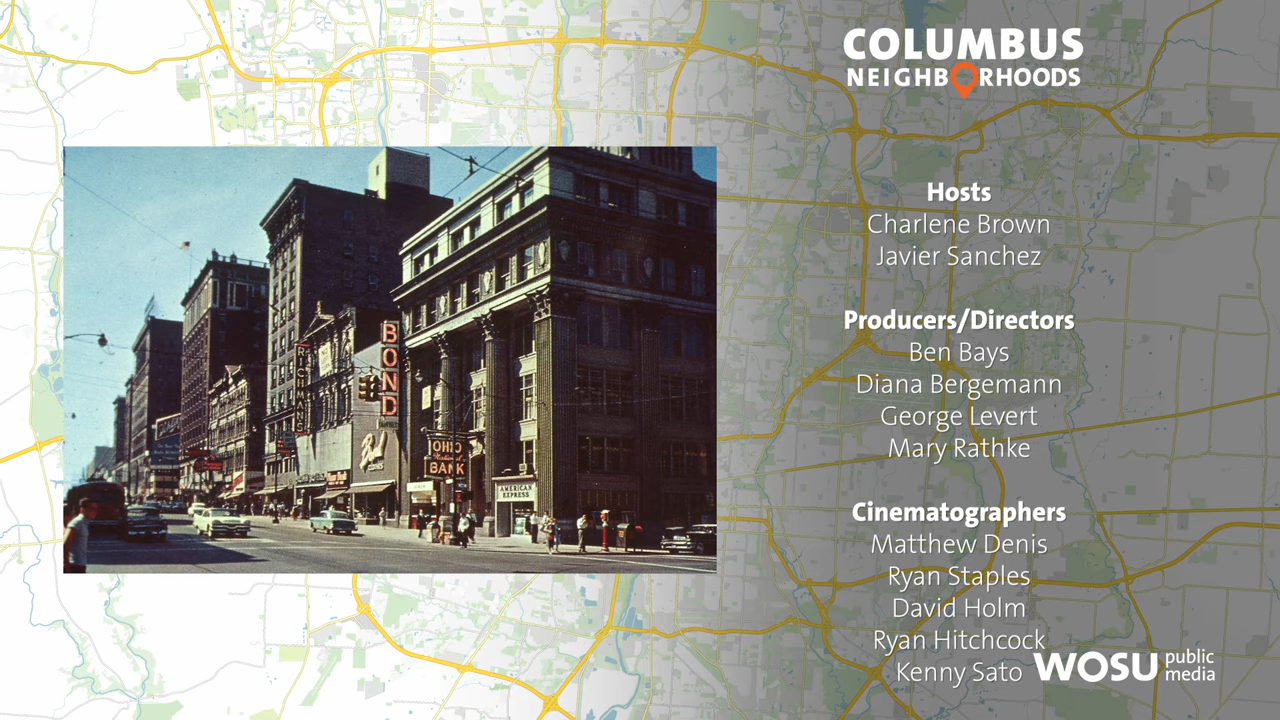 COLUMBUS
NEIGHBORHOODS
Hosts
Charlene Brown
Javier Sanchez
Producers/Directors
Ben Bays
Diana Bergemann
George Levert
Mary Rathke
Cinematographers
Matthew Denis
Ryan Staples
David Holm
Ryan Hitchcock
Kenny Sato
WOSU public media
BOND
RICHMAN'S
Bond
OHIO
BANK
AMERICAN
EXPRESS